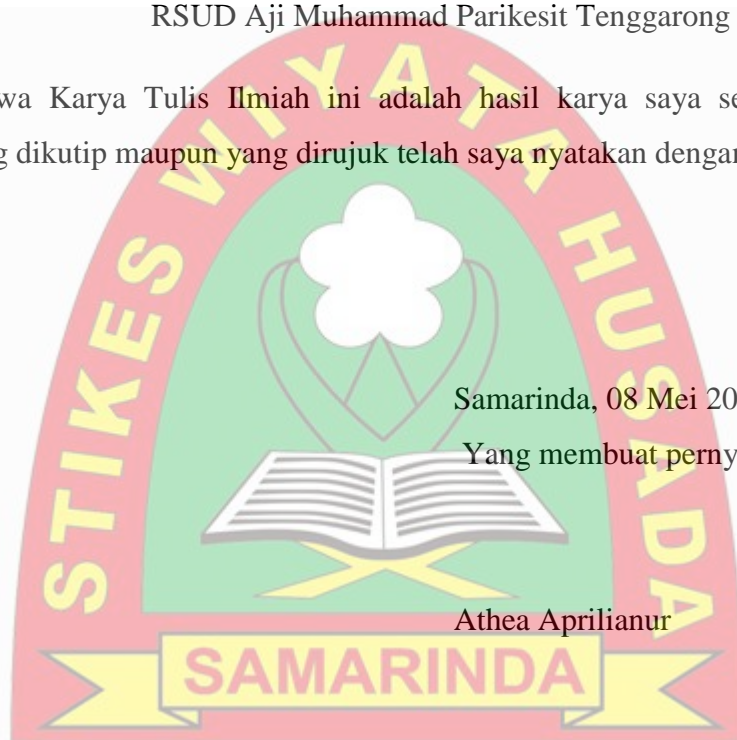 RSUD Aji Muhammad Parikesit Tenggarong
wa Karya Tulis Ilmiah ini adalah hasil karya saya se
g dikutip maupun yang dirujuk telah saya nyatakan dengan
STIKES WIYATA HUSADA
Samarinda, 08 Mei 20
Yang membuat perny
Athea Aprilianur
SAMARINDA